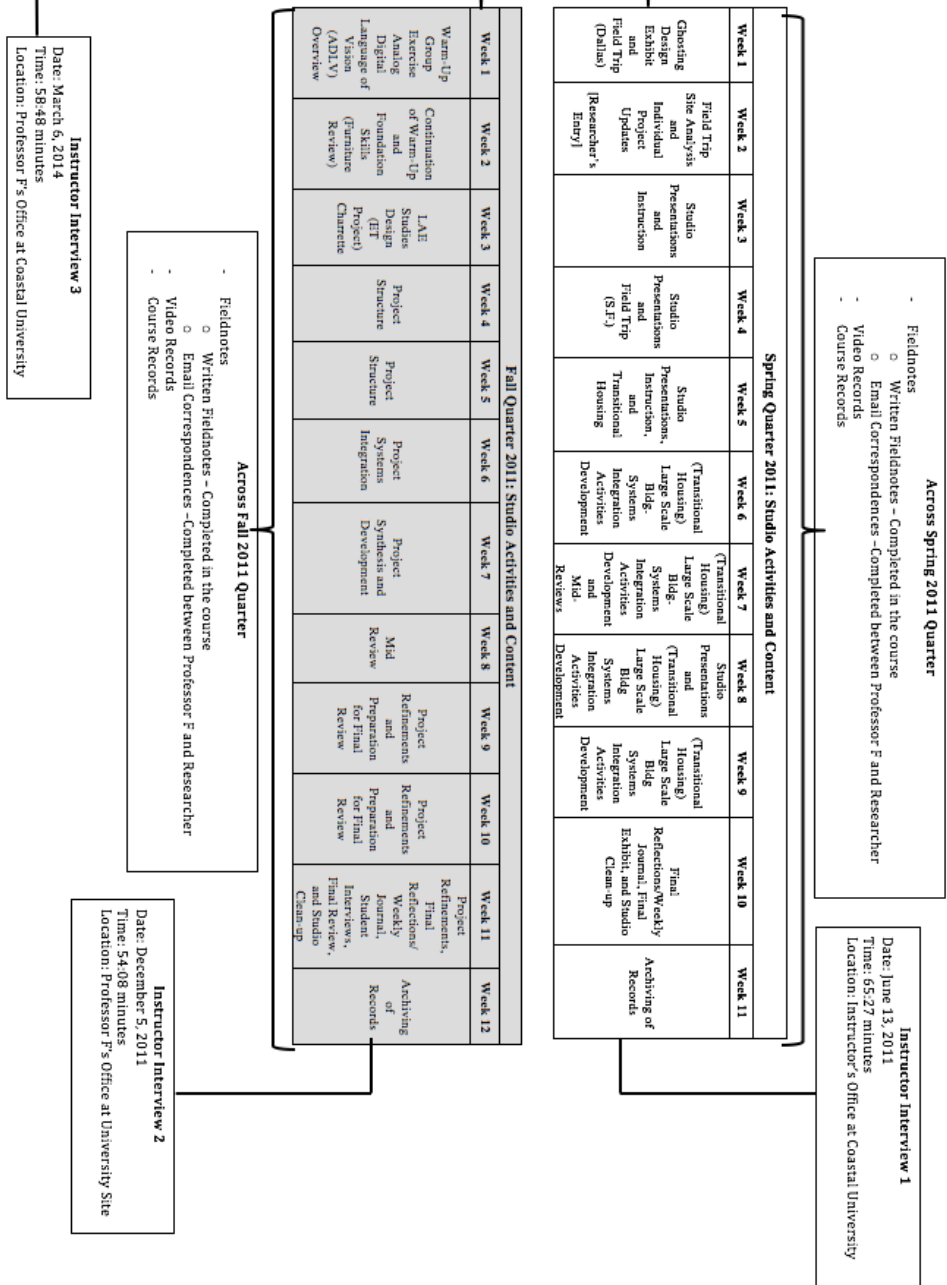 Across Spring 2011 Quarter
- Fieldnotes
o Written Fieldnotes – Completed in the course
o Email Correspondences –Completed between Professor F and Researcher
- Video Records
- Course Records
Instructor Interview 1
Date: June 13, 2011
Time: 65:27 minutes
Location: Instructor's Office at Coastal University
Spring Quarter 2011: Studio Activities and Content
Week 1
Week 2
Week 3
Week 4
Week 5
Week 6
Week 7
Week 8
Week 9
Week 10
Week 11
Ghosting
Design
Exhibit
and
Field Trip
(Dallas)
Field Trip
Site Analysis
and
Individual
Project
Updates
[Researcher's
Entry]
Studio
Presentations
and
Instruction
Studio
Presentations
and
Field Trip
(S.F.)
Studio
Presentations,
Instruction,
and
Transitional
Housing
(Transitional
Housing)
Large Scale
Bldg-
Systems
Integration
Activities
Development
(Transitional
Housing)
Large Scale
Bldg-
Systems
Integration
Activities
Development
and
Mid-
Reviews
Studio
Presentations
and
(Transitional
Housing)
Large Scale
Bldg
Systems
Integration
Activities
Development
(Transitional
Housing)
Large Scale
Bldg
Systems
Integration
Activities
Development
Final
Reflections/Weekly
Journal, Final
Exhibit, and Studio
Clean-up
Archiving of
Records
Fall Quarter 2011: Studio Activities and Content
Week 1
Week 2
Week 3
Week 4
Week 5
Week 6
Week 7
Week 8
Week 9
Week 10
Week 11
Week 12
Warm-Up
Group
Exercise
Analog
Digital
Language of
Vision
(ADLV)
Overview
Continuation
of Warm-Up
and
Foundation
Skills
(Furniture
Review)
LAE
Studies
Design
(ET
Project)
Charrette
Project
Structure
Project
Structure
Project
Systems
Integration
Project
Synthesis and
Development
Mid
Review
Project
Refinements
and
Preparation
for Final
Review
Project
Refinements
and
Preparation
for Final
Review
Project
Refinements,
Final
Reflections/
Weekly
Journal,
Student
Interviews,
Final Review,
and Studio
Clean-up
Archiving
of
Records
Across Fall 2011 Quarter
- Fieldnotes
o Written Fieldnotes – Completed in the course
o Email Correspondences –Completed between Professor F and Researcher
- Video Records
- Course Records
Instructor Interview 2
Date: December 5, 2011
Time: 54:08 minutes
Location: Professor F's Office at University Site
Instructor Interview 3
Date: March 6, 2014
Time: 58:48 minutes
Location: Professor F's Office at Coastal University